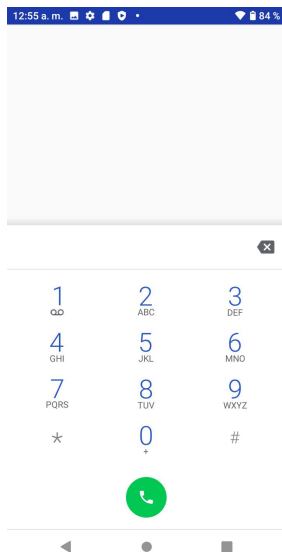 12:55 a. m. 84 %
1 2 3
ABC DEF
4 5 6
GHI JKL MNO
7 8 9
PQRS TUV WXYZ
* 0 #
+